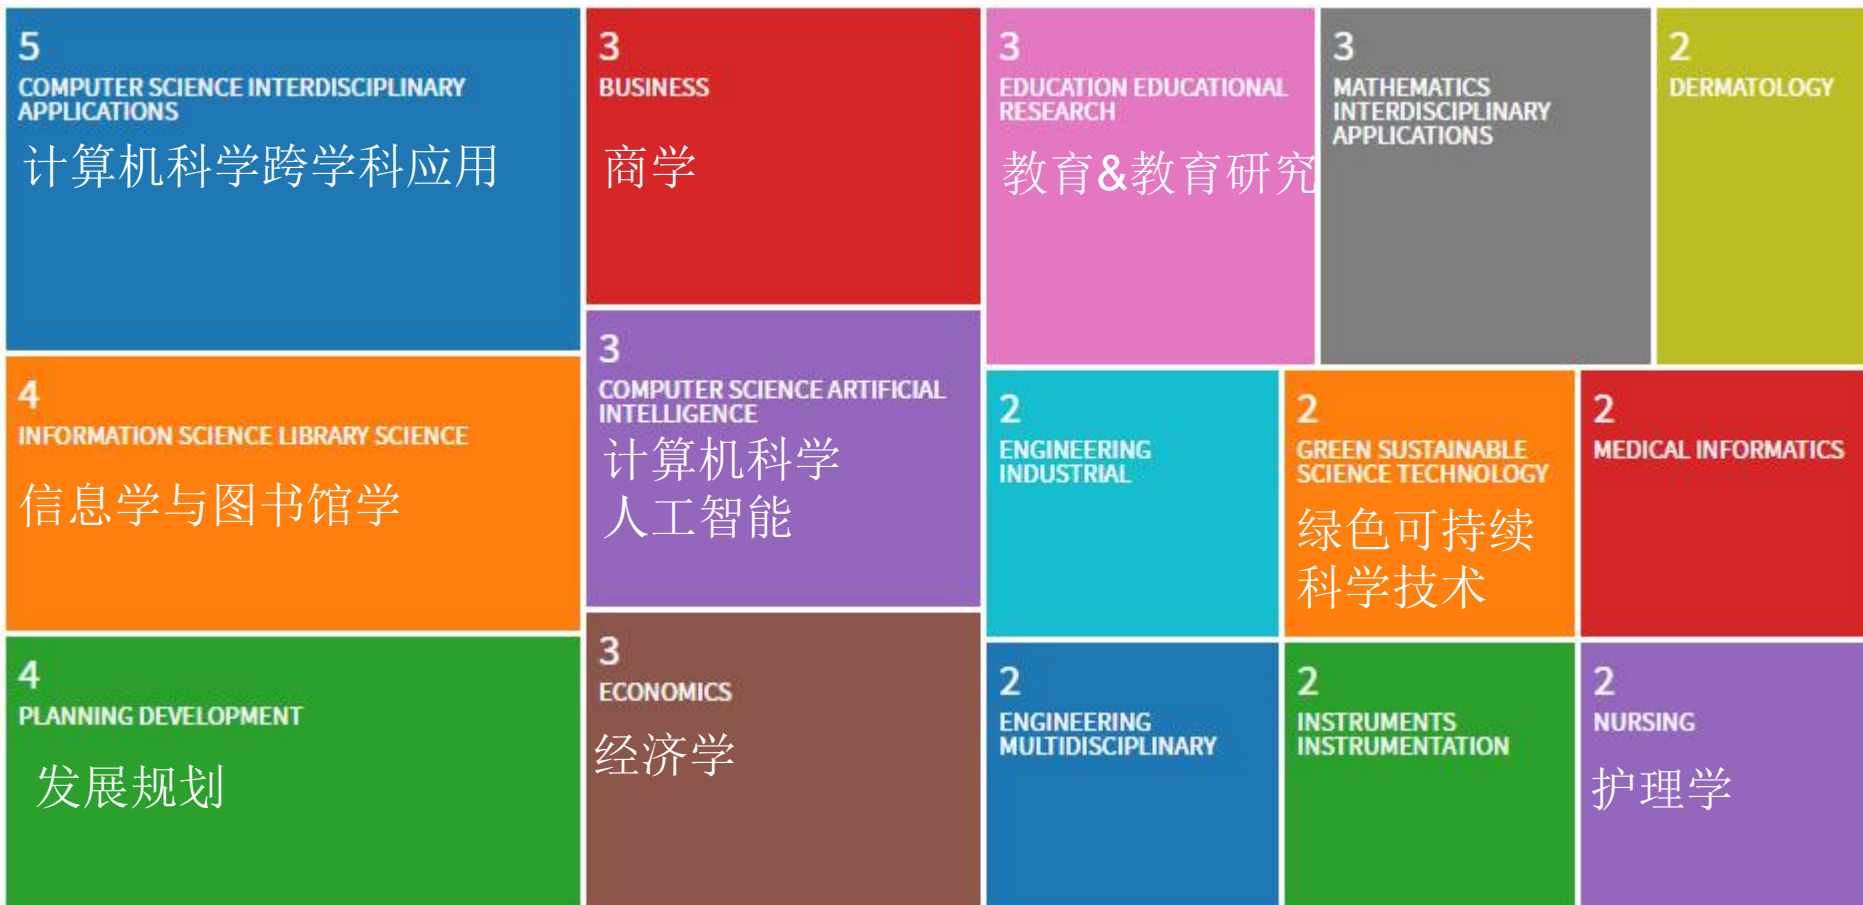 5
COMPUTER SCIENCE INTERDISCIPLINARY
APPLICATIONS
计算机科学跨学科应用
4
INFORMATION SCIENCE LIBRARY SCIENCE
信息学与图书馆学
4
PLANNING DEVELOPMENT
发展规划
3
BUSINESS
商学
3
COMPUTER SCIENCE ARTIFICIAL
INTELLIGENCE
计算机科学
人工智能
3
ECONOMICS
经济学
3
EDUCATION EDUCATIONAL
RESEARCH
教育&教育研究
3
MATHEMATICS
INTERDISCIPLINARY
APPLICATIONS
2
DERMATOLOGY
2
ENGINEERING
INDUSTRIAL
2
GREEN SUSTAINABLE
SCIENCE TECHNOLOGY
绿色可持续
科学技术
2
MEDICAL INFORMATICS
2
ENGINEERING
MULTIDISCIPLINARY
2
INSTRUMENTS
INSTRUMENTATION
2
NURSING
护理学